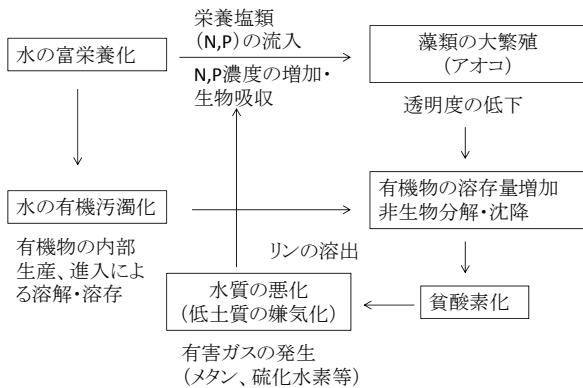 栄養塩類
(N,P)の流入
水の富栄養化
藻類の大繁殖
(アオコ)
N,P濃度の増加・
生物吸収
透明度の低下
水の有機汚濁化
有機物の溶存量増加
非生物分解・沈降
有機物の内部
生産、進入によ
る溶解・溶存
リンの溶出
水質の悪化
(低土質の嫌気化)
貧酸素化
有害ガスの発生
(メタン、硫化水素等)